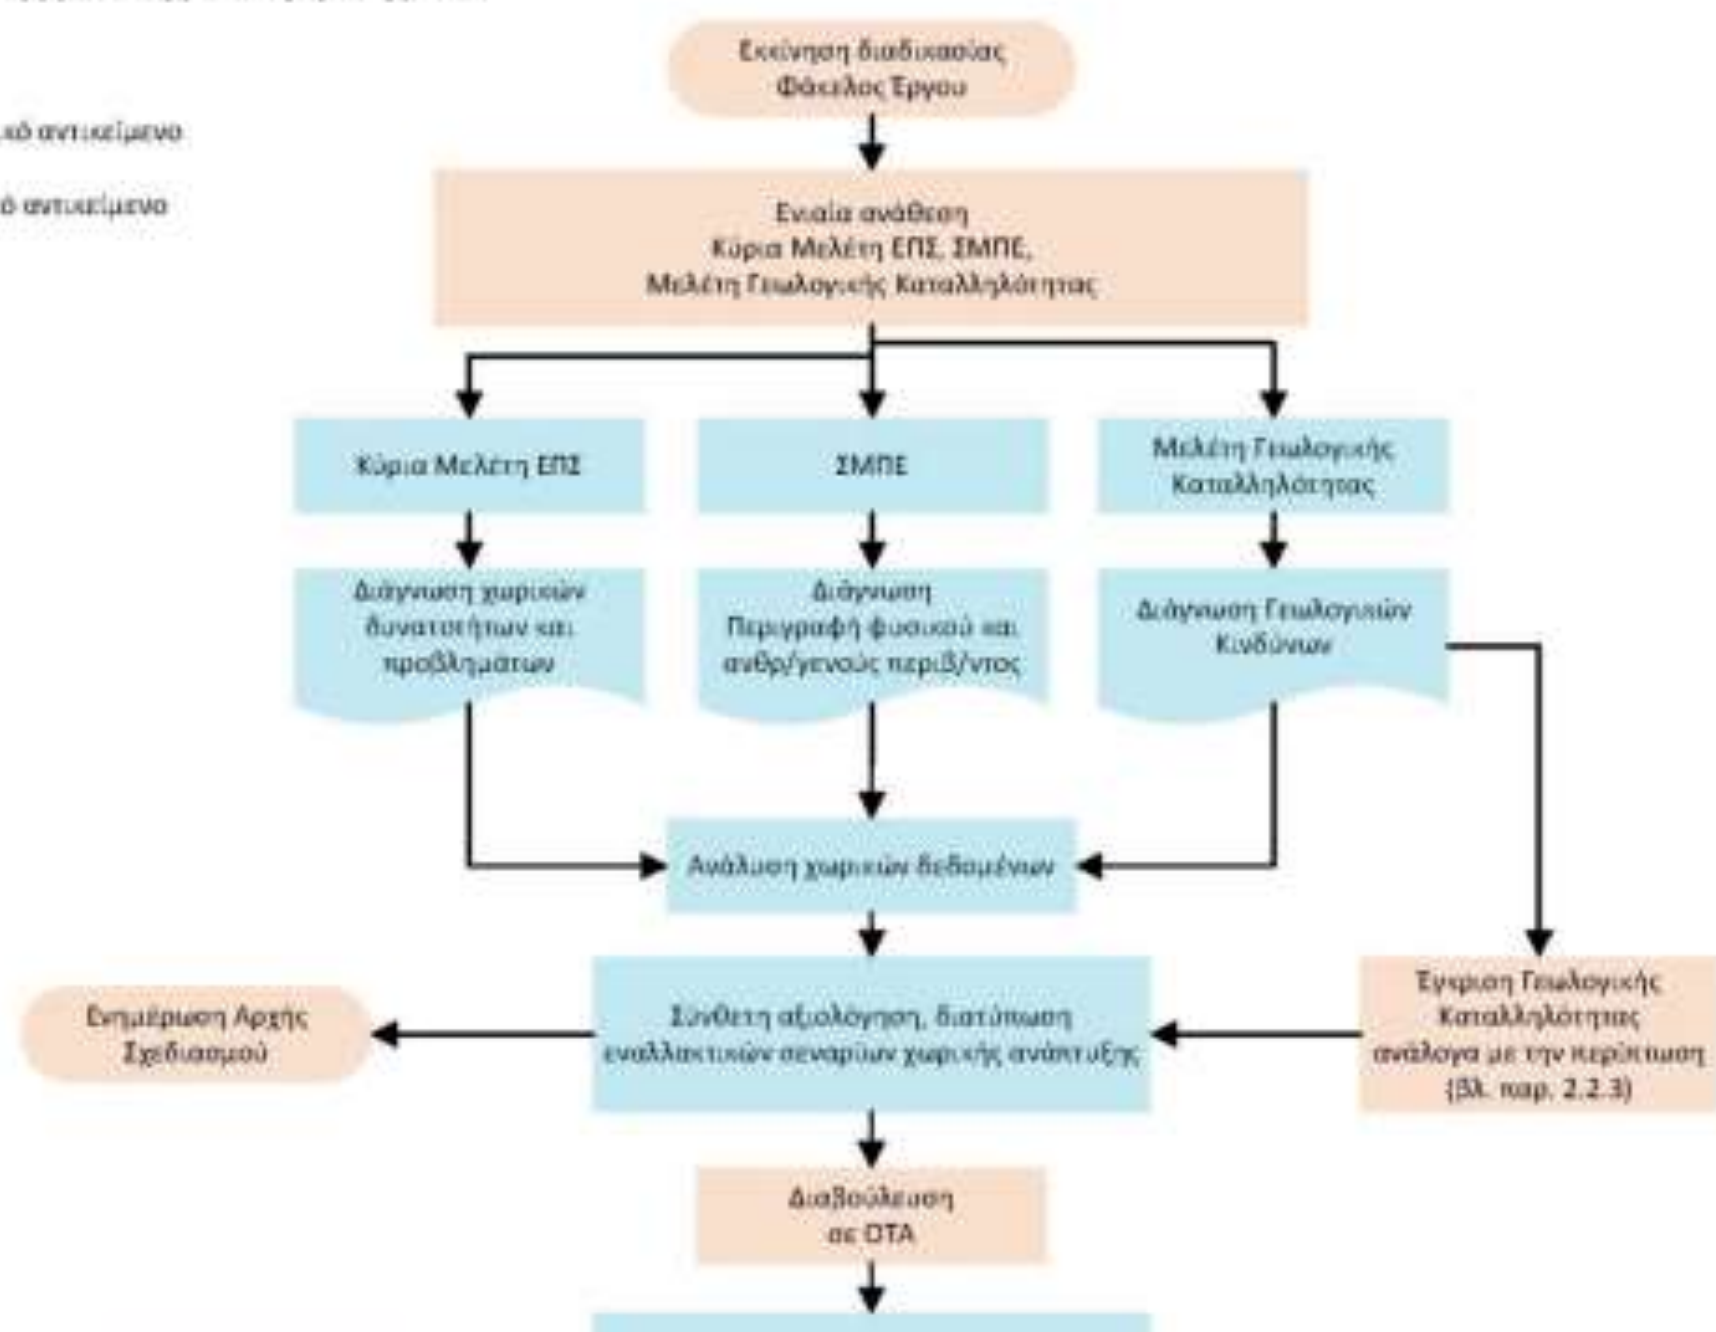 Εκκίνηση διαδικασίας
Φάκελος Έργου
αντικείμενο
αντικείμενο
Ενιαία ανάθεση
Κύρια Μελέτη ΕΠΣ, ΣΜΠΕ,
Μελέτη Γεωλογικής Καταλληλότητας
Κύρια Μελέτη ΕΠΣ
ΣΜΠΕ
Μελέτη Γεωλογικής
Καταλληλότητας
Διάγνωση χωρικών
δυνατοτήτων και
προβλημάτων
Διάγνωση
Περιγραφή φυσικού και
ανθρ/γενούς περιβ/ντος
Διάγνωση Γεωλογικών
Κινδύνων
Ανάλυση χωρικών δεδομένων
Ενημέρωση Αρχής
Σχεδιασμού
Σύνθετη αξιολόγηση, διατύπωση
εναλλακτικών σεναρίων χωρικής ανάπτυξης
Έγκριση Γεωλογικής
Καταλληλότητας
ανάλογα με την περίπτωση
(βλ. παρ. 2.2.3)
Διαβούλευση
σε ΟΤΑ